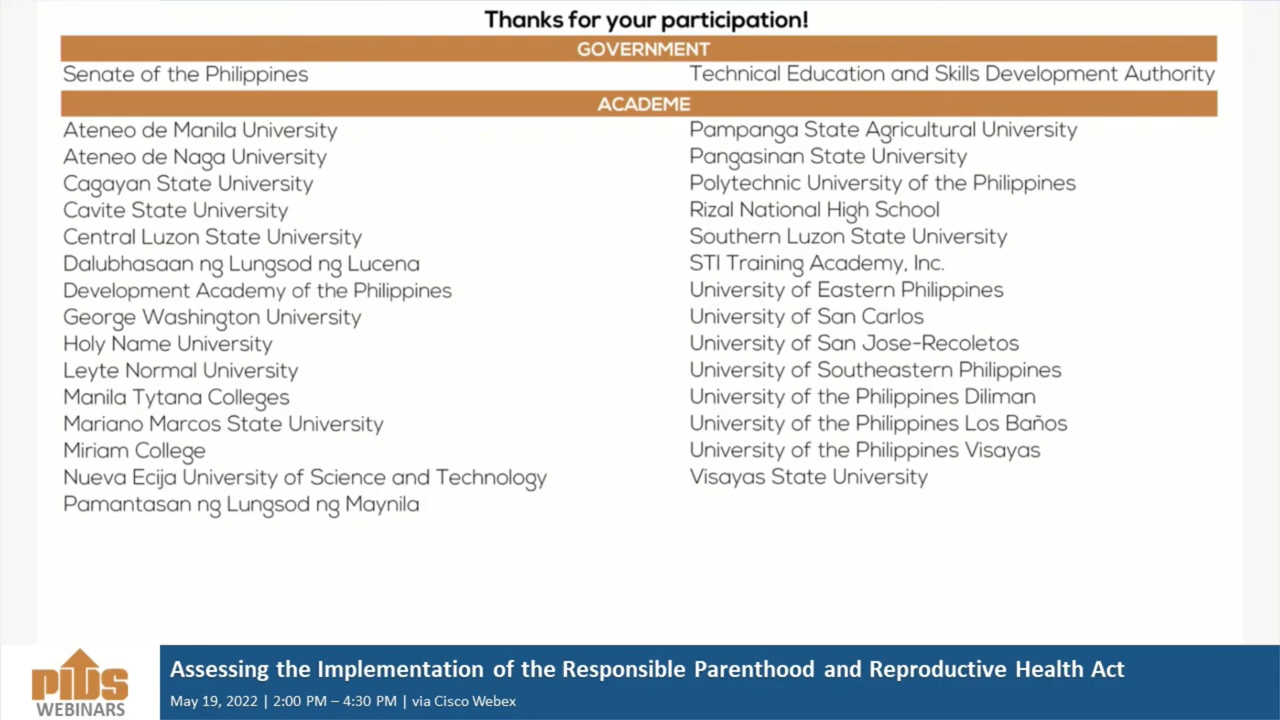 Thanks for your participation!
GOVERNMENT
Senate of the Philippines
Technical Education and Skills Development Authority
ACADEME
Ateneo de Manila University
Ateneo de Naga University
Cagayan State University
Cavite State University
Central Luzon State University
Dalubhasaan ng Lungsod ng Lucena
Development Academy of the Philippines
George Washington University
Holy Name University
Leyte Normal University
Manila Tytana Colleges
Mariano Marcos State University
Miriam College
Nueva Ecija University of Science and Technology
Pamantasan ng Lungsod ng Maynila
Pampanga State Agricultural University
Pangasinan State University
Polytechnic University of the Philippines
Rizal National High School
Southern Luzon State University
STI Training Academy, Inc.
University of Eastern Philippines
University of San Carlos
University of San Jose-Recoletos
University of Southeastern Philippines
University of the Philippines Diliman
University of the Philippines Los Baños
University of the Philippines Visayas
Visayas State University
pids
WEBINARS
Assessing the Implementation of the Responsible Parenthood and Reproductive Health Act
May 19, 2022 | 2:00 PM – 4:30 PM | via Cisco Webex